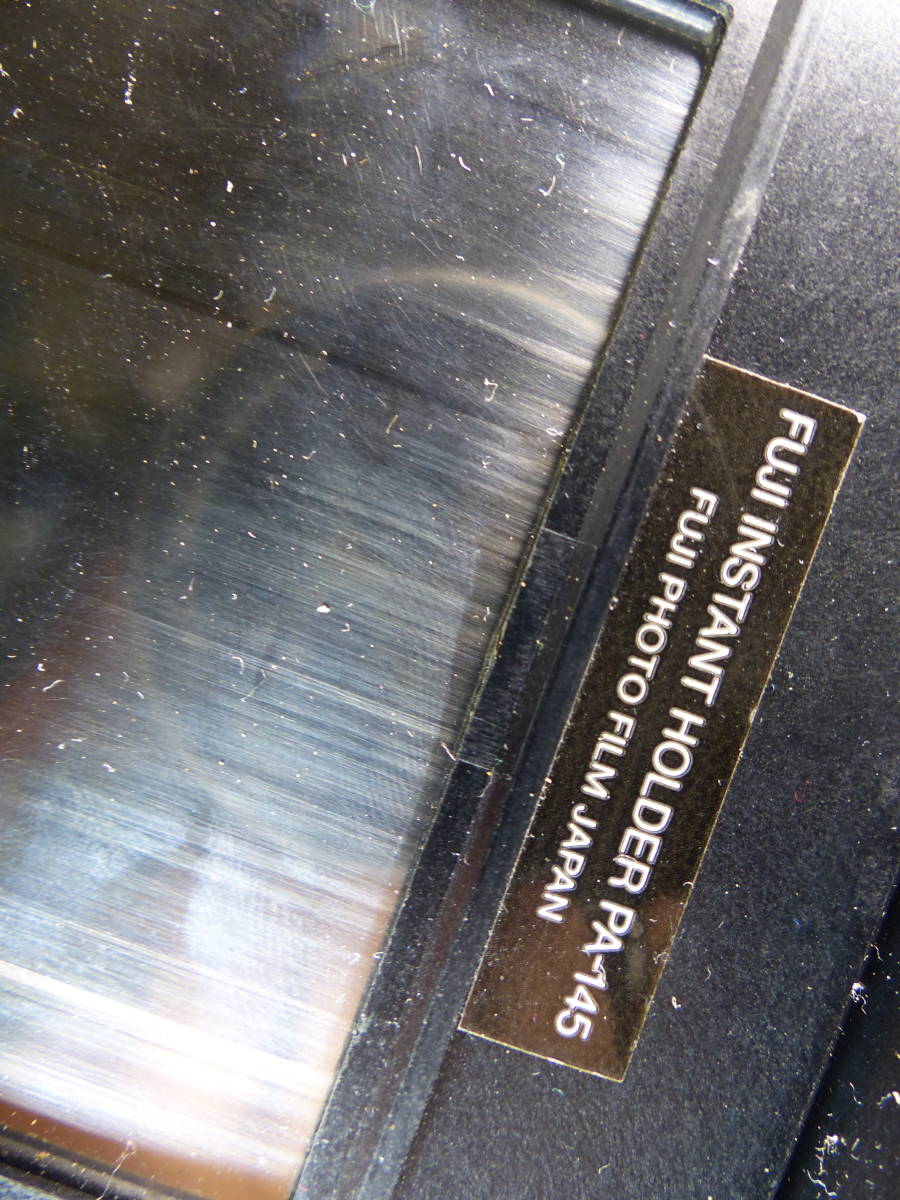 FUJI INSTANT HOLDER PA-145
FUJI PHOTO FILM JAPAN